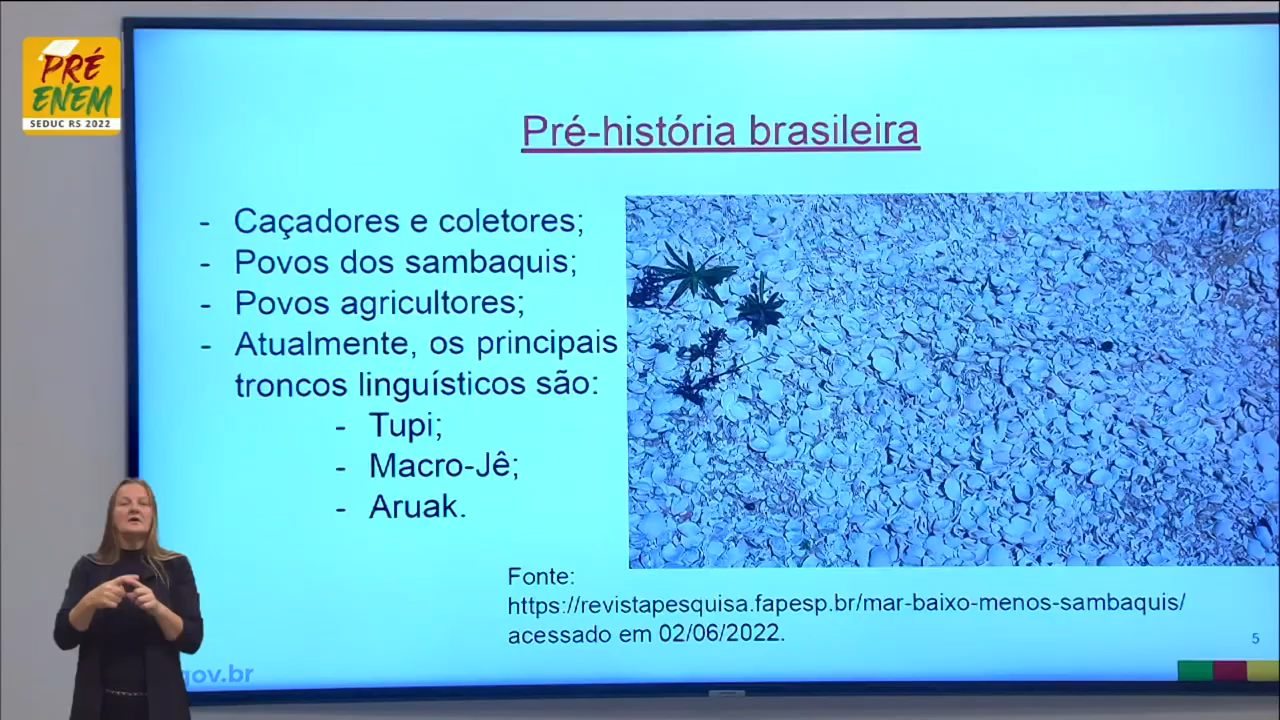 PRÉ
ENEM
SEDUC RS 2022
Pré-história brasileira
- Caçadores e coletores;
- Povos dos sambaquis;
- Povos agricultores;
- Atualmente, os principais
troncos linguísticos são:
- Tupi;
- Macro-Jê;
- Aruak.
Fonte:
https://revistapesquisa.fapesp.br/mar-baixo-menos-sambaquis/
acessado em 02/06/2022.
5
gov.br